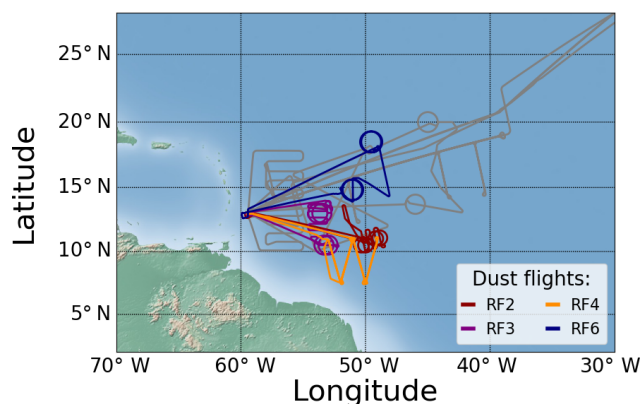 25° N
20° N
15° N
10° N
5° N
Latitude
Dust flights:
RF2
RF4
RF3
RF6
70° W
60° W
50° W
40° W
30° W
Longitude